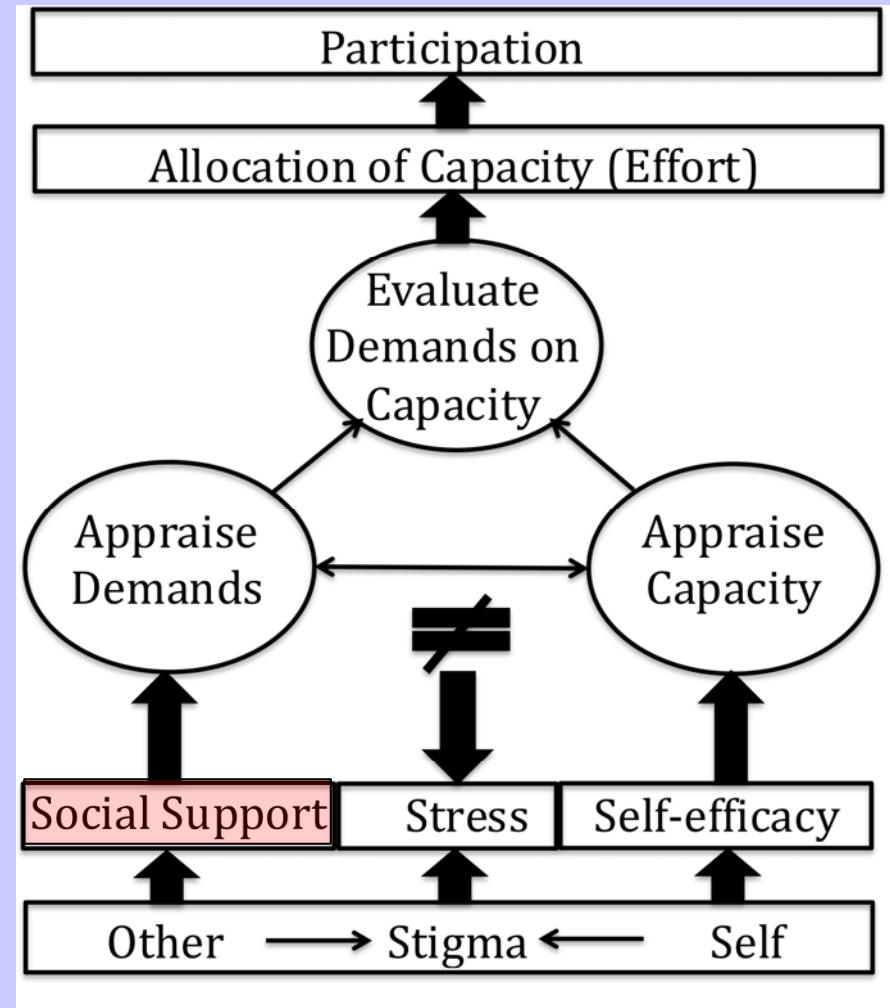 Participation
Allocation of Capacity (Effort)
Evaluate
Demands on
Capacity
Appraise
Demands
Appraise
Capacity
≠
Social Support
Stress
Self-efficacy
Other
Stigma
Self